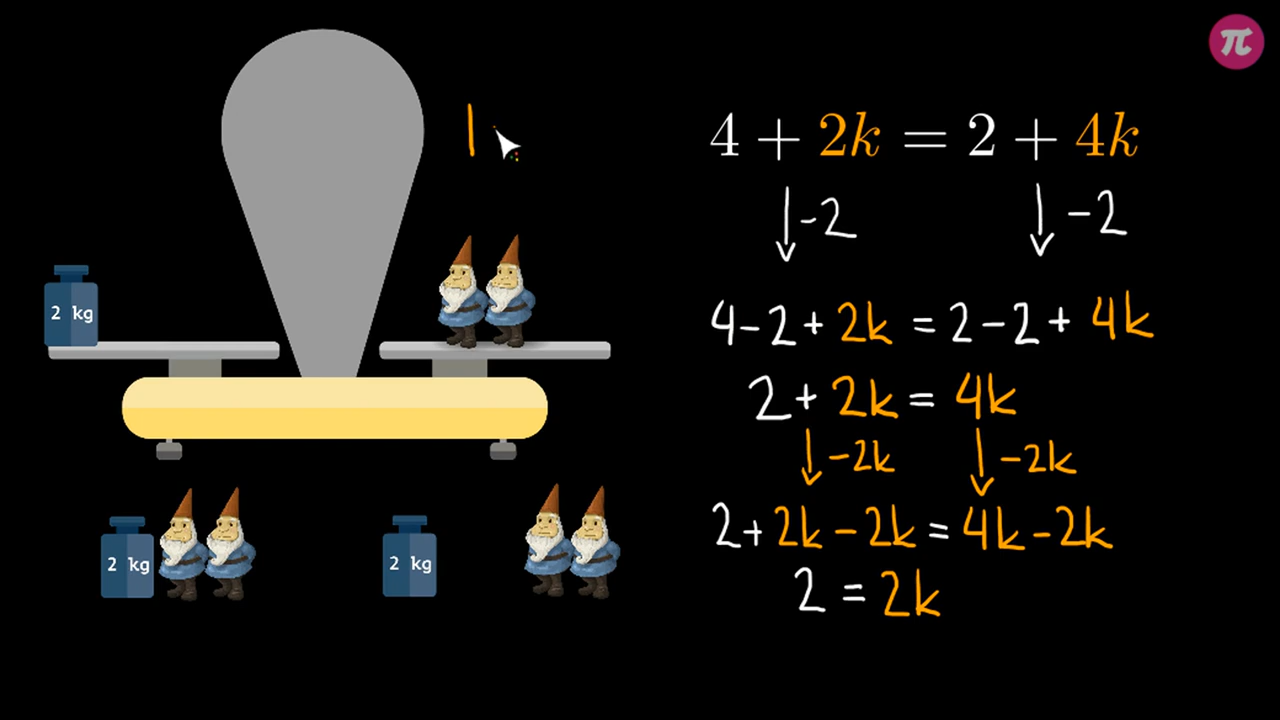 π
|
4 + 2k = 2 + 4k
↓-2 ↓-2
2 kg
4-2+2k = 2-2+4k
2+2k = 4k
↓-2k ↓-2k
2+2k-2k = 4k-2k
2 kg 2 kg
2 = 2k